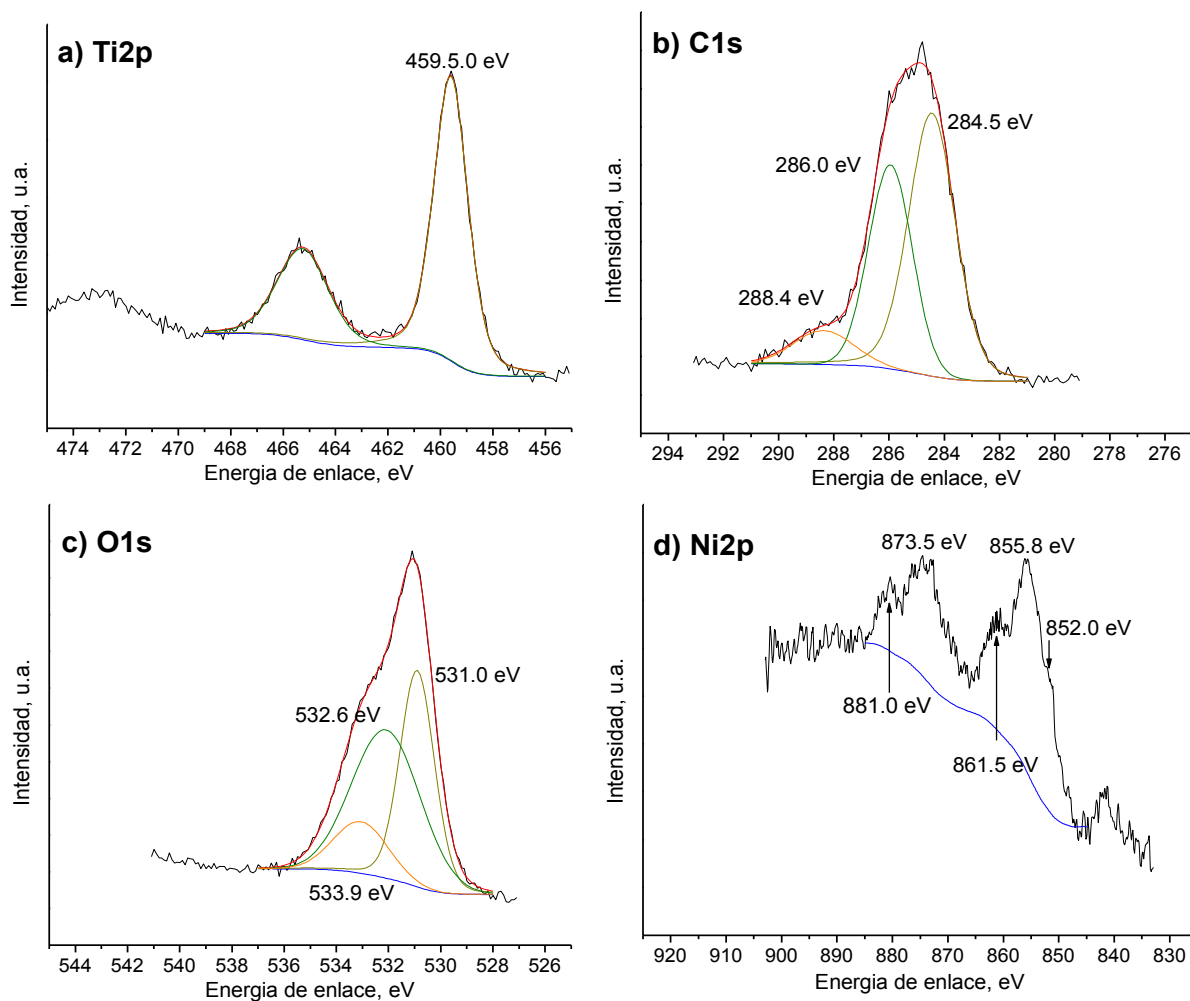 a) Ti2p
459.5.0 eV
Intensidad, u.a.
474 472 470 468 466 464 462 460 458 456
Energia de enlace, eV
b) C1s
284.5 eV
286.0 eV
288.4 eV
Intensidad, u.a.
294 292 290 288 286 284 282 280 278 276
Energia de enlace, eV
c) O1s
531.0 eV
532.6 eV
533.9 eV
Intensidad, u.a.
544 542 540 538 536 534 532 530 528 526
Energia de enlace, eV
d) Ni2p
873.5 eV
855.8 eV
852.0 eV
881.0 eV
861.5 eV
Intensidad, u.a.
920 910 900 890 880 870 860 850 840 830
Energia de enlace, eV